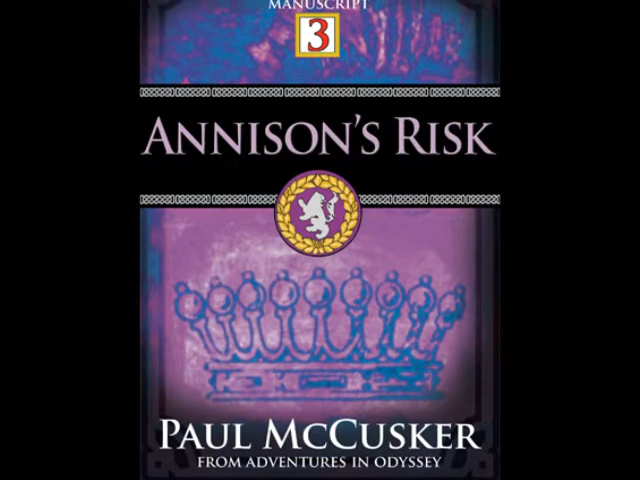 MANUSCRIPT
3
ANNISON'S RISK
PAUL MCCUSKER
FROM ADVENTURES IN ODYSSEY